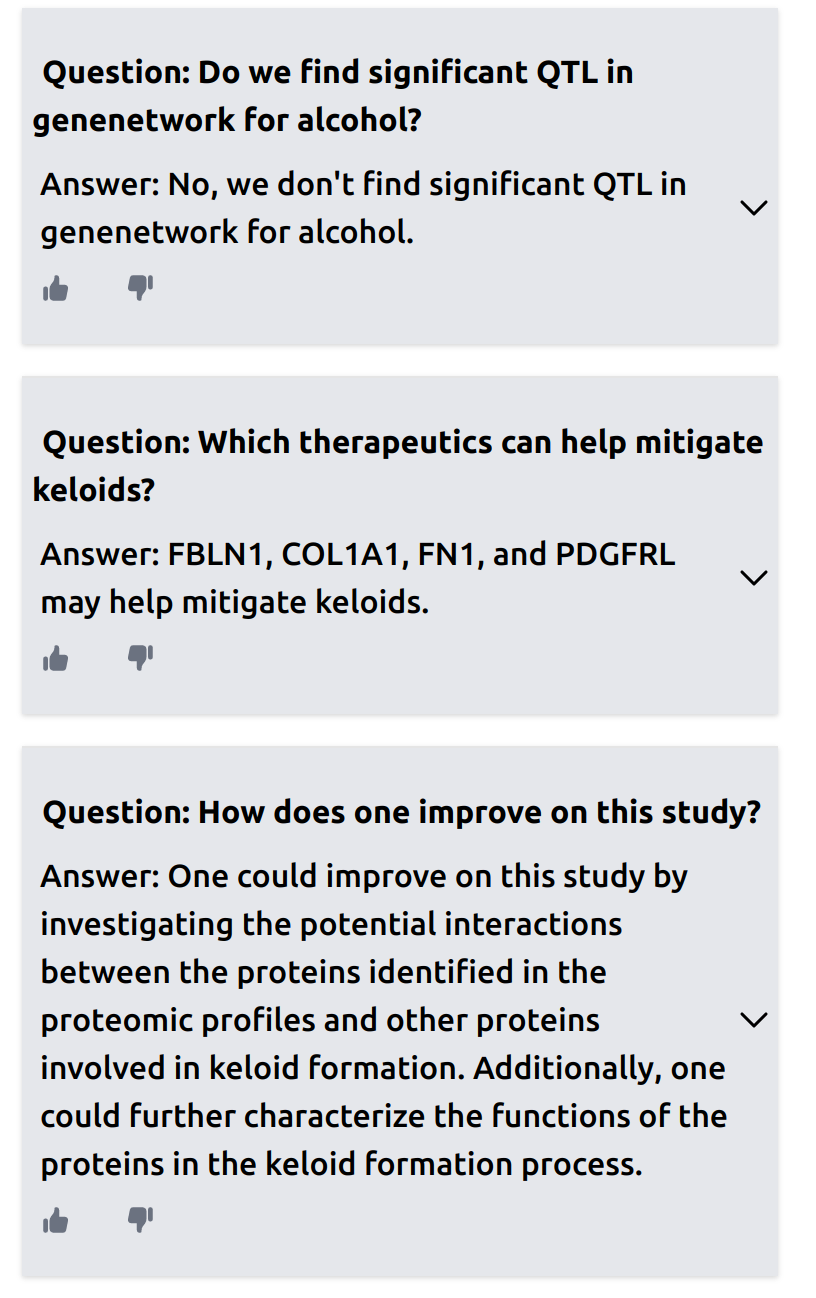 Question: Do we find significant QTL in
genenetwork for alcohol?
Answer: No, we don't find significant QTL in
genenetwork for alcohol.
Question: Which therapeutics can help mitigate
keloids?
Answer: FBLN1, COL1A1, FN1, and PDGFRL
may help mitigate keloids.
Question: How does one improve on this study?
Answer: One could improve on this study by
investigating the potential interactions
between the proteins identified in the
proteomic profiles and other proteins
involved in keloid formation. Additionally, one
could further characterize the functions of the
proteins in the keloid formation process.